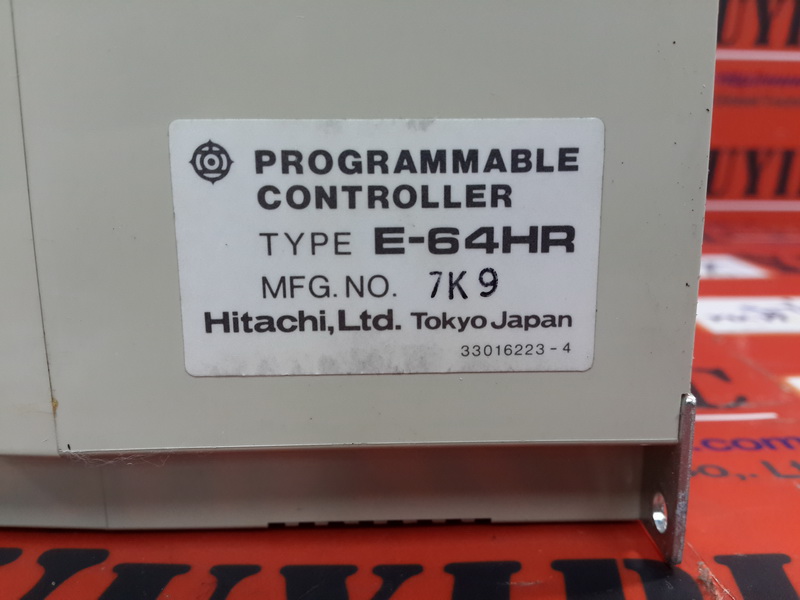 PROGRAMMABLE
CONTROLLER
TYPE E-64HR
MFG.NO. 7K9
Hitachi,Ltd. Tokyo Japan
33016223-4